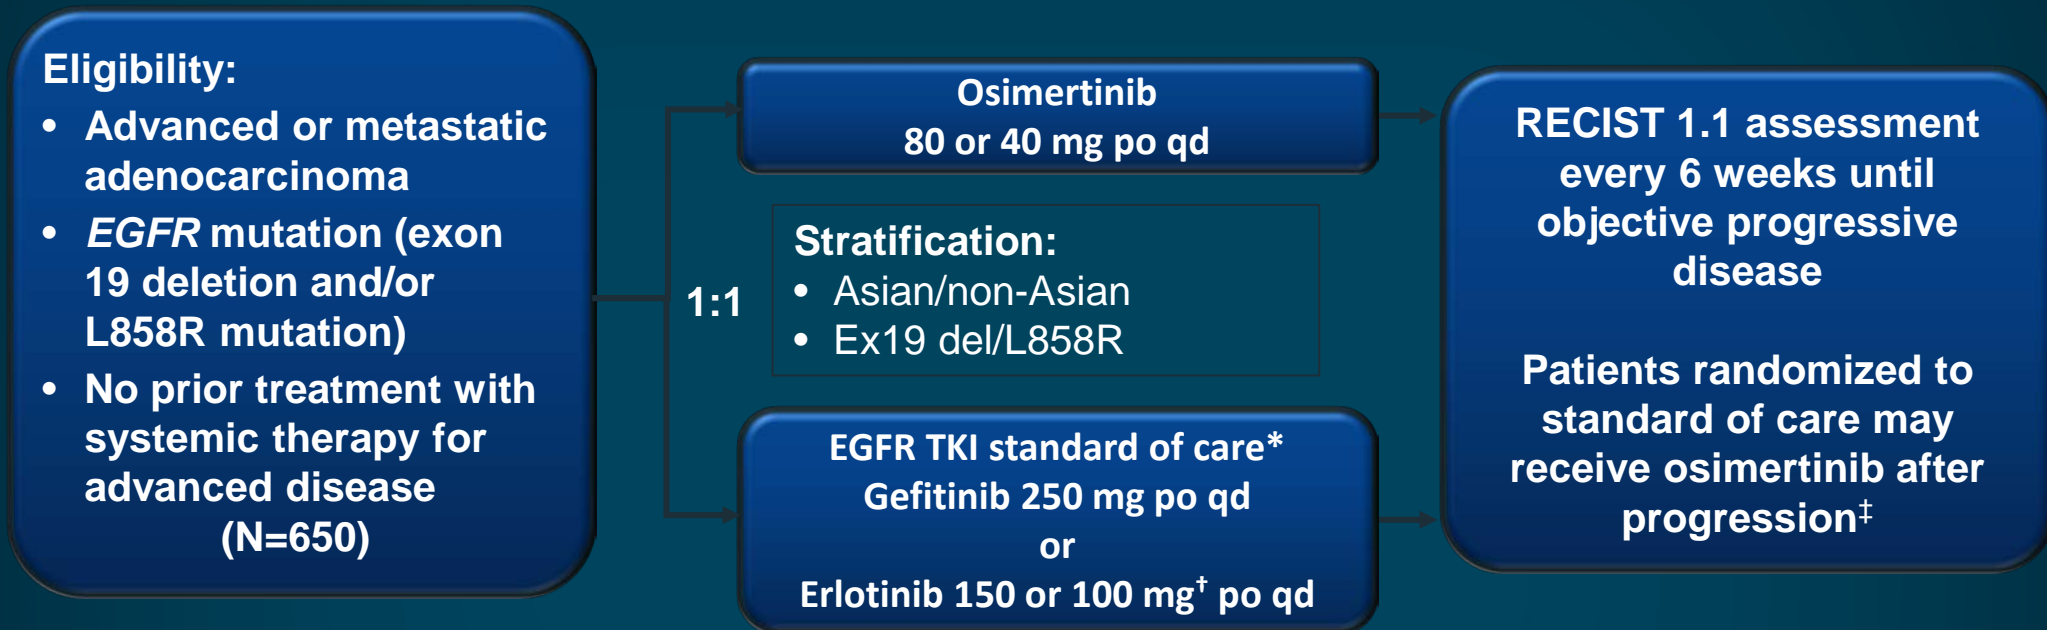 Eligibility:
• Advanced or metastatic
adenocarcinoma
• EGFR mutation (exon
19 deletion and/or
L858R mutation)
• No prior treatment with
systemic therapy for
advanced disease
(N=650)
1:1
Osimertinib
80 or 40 mg po qd
Stratification:
• Asian/non-Asian
• Ex19 del/L858R
EGFR TKI standard of care*
Gefitinib 250 mg po qd
or
Erlotinib 150 or 100 mg† po qd
RECIST 1.1 assessment
every 6 weeks until
objective progressive
disease
Patients randomized to
standard of care may
receive osimertinib after
progression‡